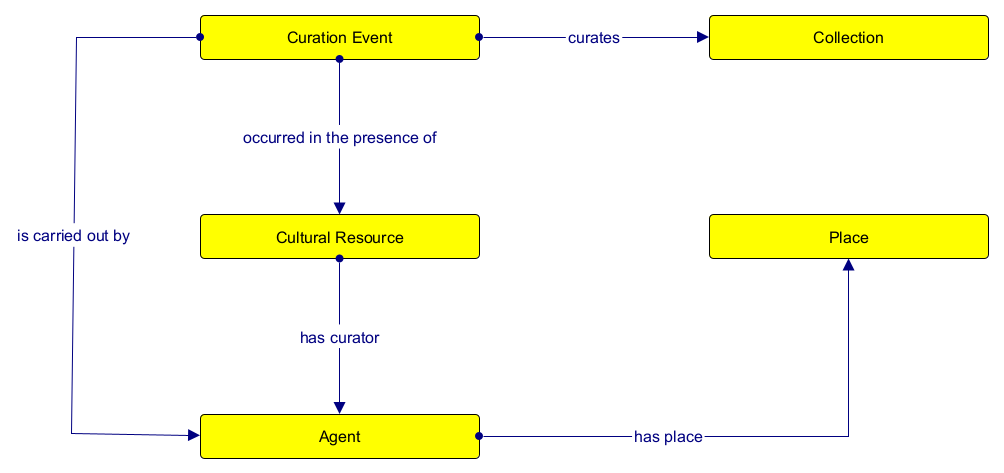 Curation Event
curates
Collection
occurred in the presence of
is carried out by
Cultural Resource
Place
has curator
Agent
has place